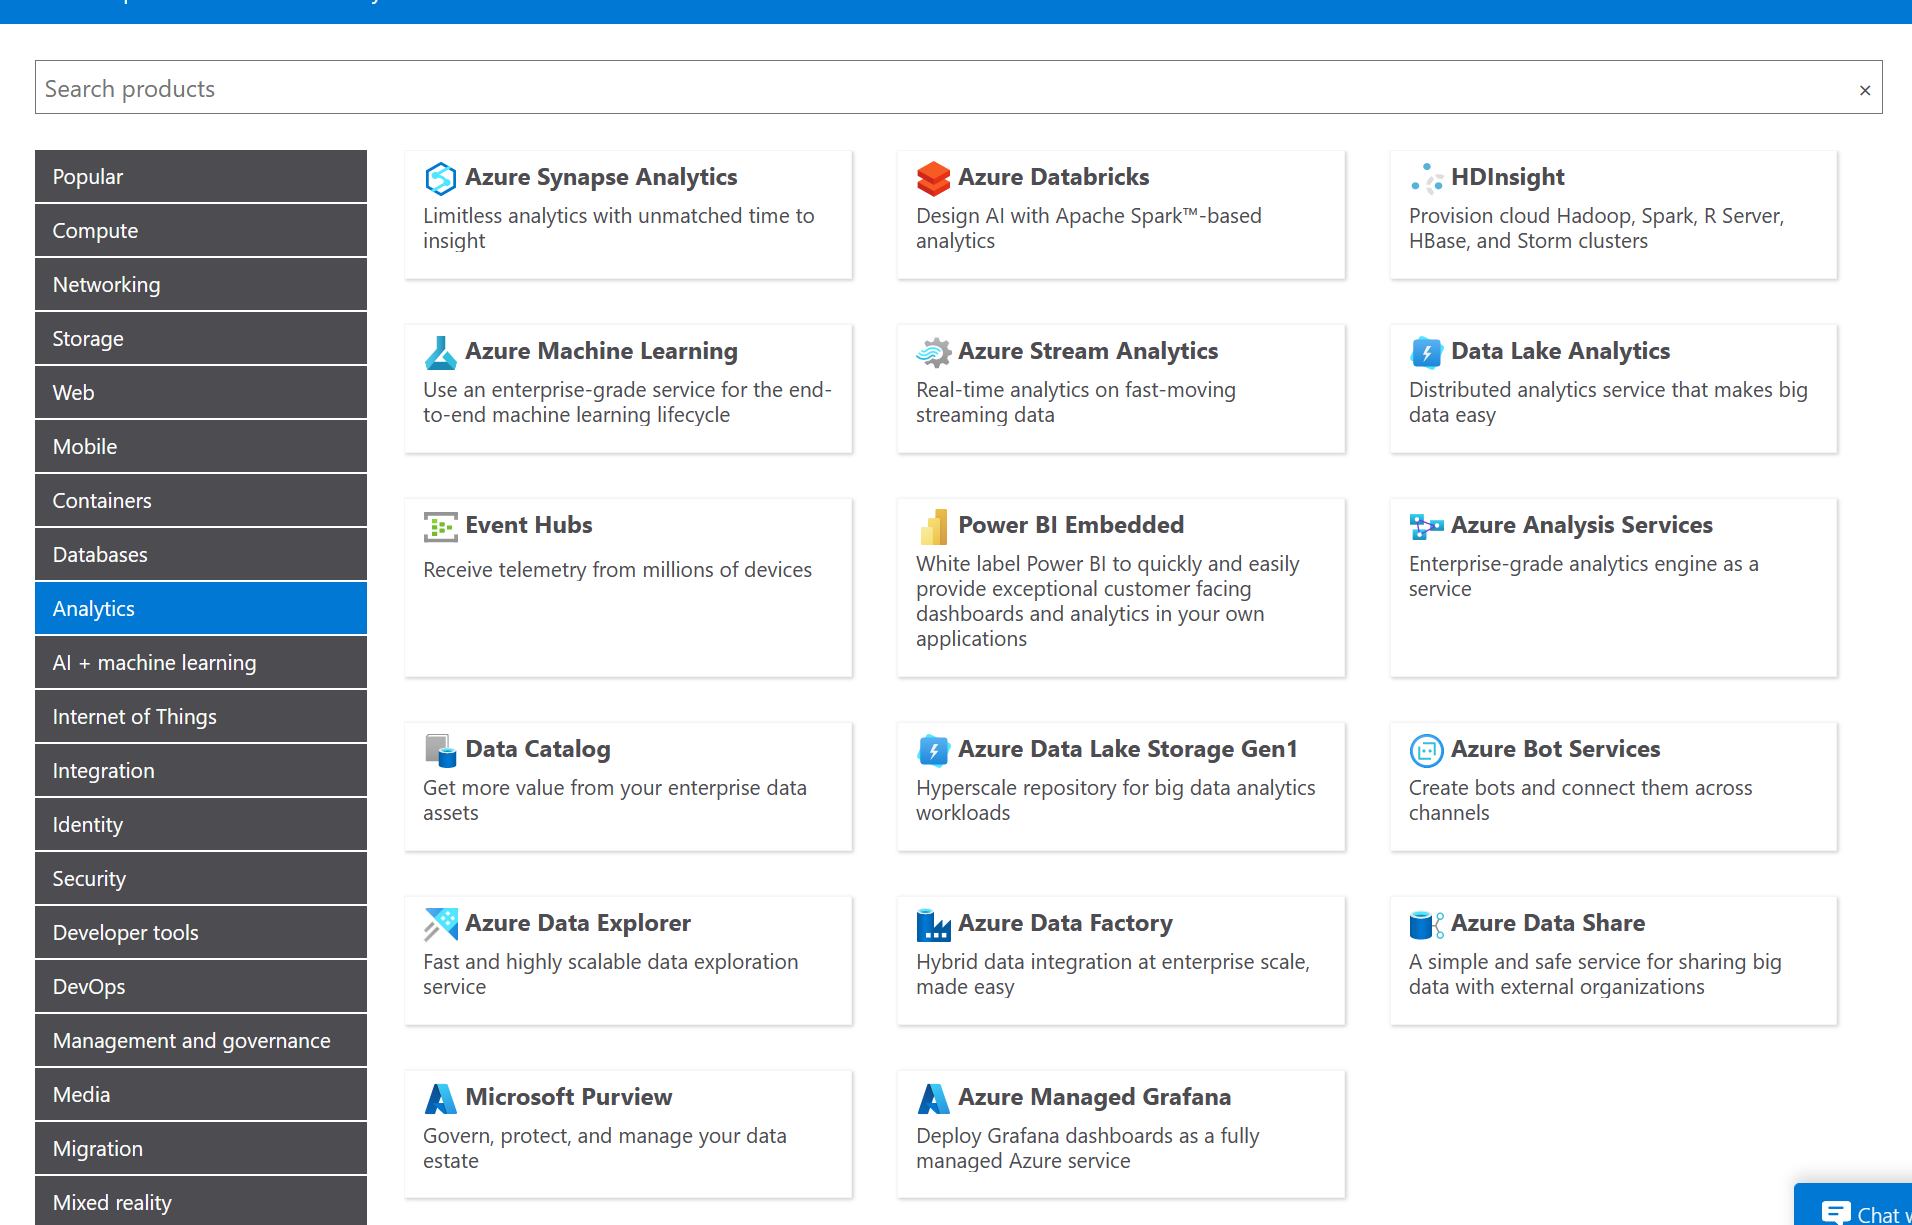 Search products
×
Popular
Compute
Networking
Storage
Web
Mobile
Containers
Databases
Analytics
AI + machine learning
Internet of Things
Integration
Identity
Security
Developer tools
DevOps
Management and governance
Media
Migration
Mixed reality
Azure Synapse Analytics
Limitless analytics with unmatched time to
insight
Azure Databricks
Design AI with Apache Spark™-based
analytics
HDInsight
Provision cloud Hadoop, Spark, R Server,
HBase, and Storm clusters
Azure Machine Learning
Use an enterprise-grade service for the end-
to-end machine learning lifecycle
Azure Stream Analytics
Real-time analytics on fast-moving
streaming data
Data Lake Analytics
Distributed analytics service that makes big
data easy
Event Hubs
Receive telemetry from millions of devices
Power BI Embedded
White label Power BI to quickly and easily
provide exceptional customer facing
dashboards and analytics in your own
applications
Azure Analysis Services
Enterprise-grade analytics engine as a
service
Data Catalog
Get more value from your enterprise data
assets
Azure Data Lake Storage Gen1
Hyperscale repository for big data analytics
workloads
Azure Bot Services
Create bots and connect them across
channels
Azure Data Explorer
Fast and highly scalable data exploration
service
Azure Data Factory
Hybrid data integration at enterprise scale,
made easy
Azure Data Share
A simple and safe service for sharing big
data with external organizations
Microsoft Purview
Govern, protect, and manage your data
estate
Azure Managed Grafana
Deploy Grafana dashboards as a fully
managed Azure service
Chat